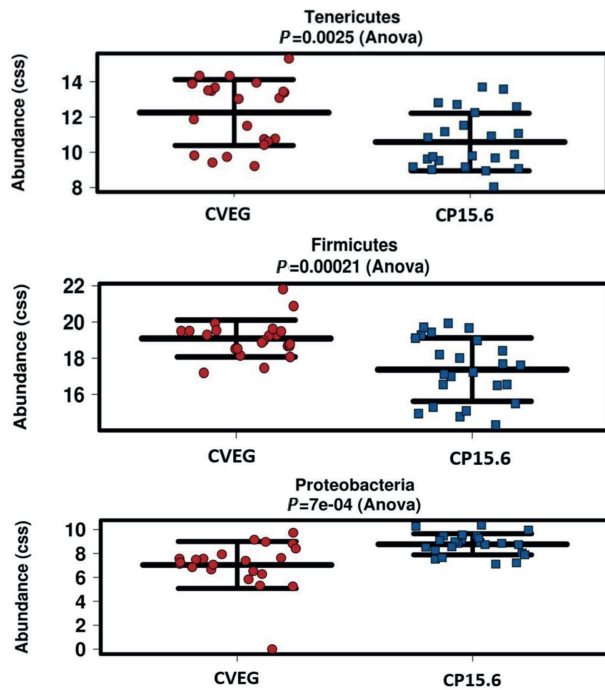 Tenericutes
P=0.0025 (Anova)
Abundance (css)
14
12
10
8
CVEG CP15.6
Firmicutes
P=0.00021 (Anova)
Abundance (css)
22
20
18
16
CVEG CP15.6
Proteobacteria
P=7e-04 (Anova)
Abundance (css)
10
8
6
4
2
0
CVEG CP15.6